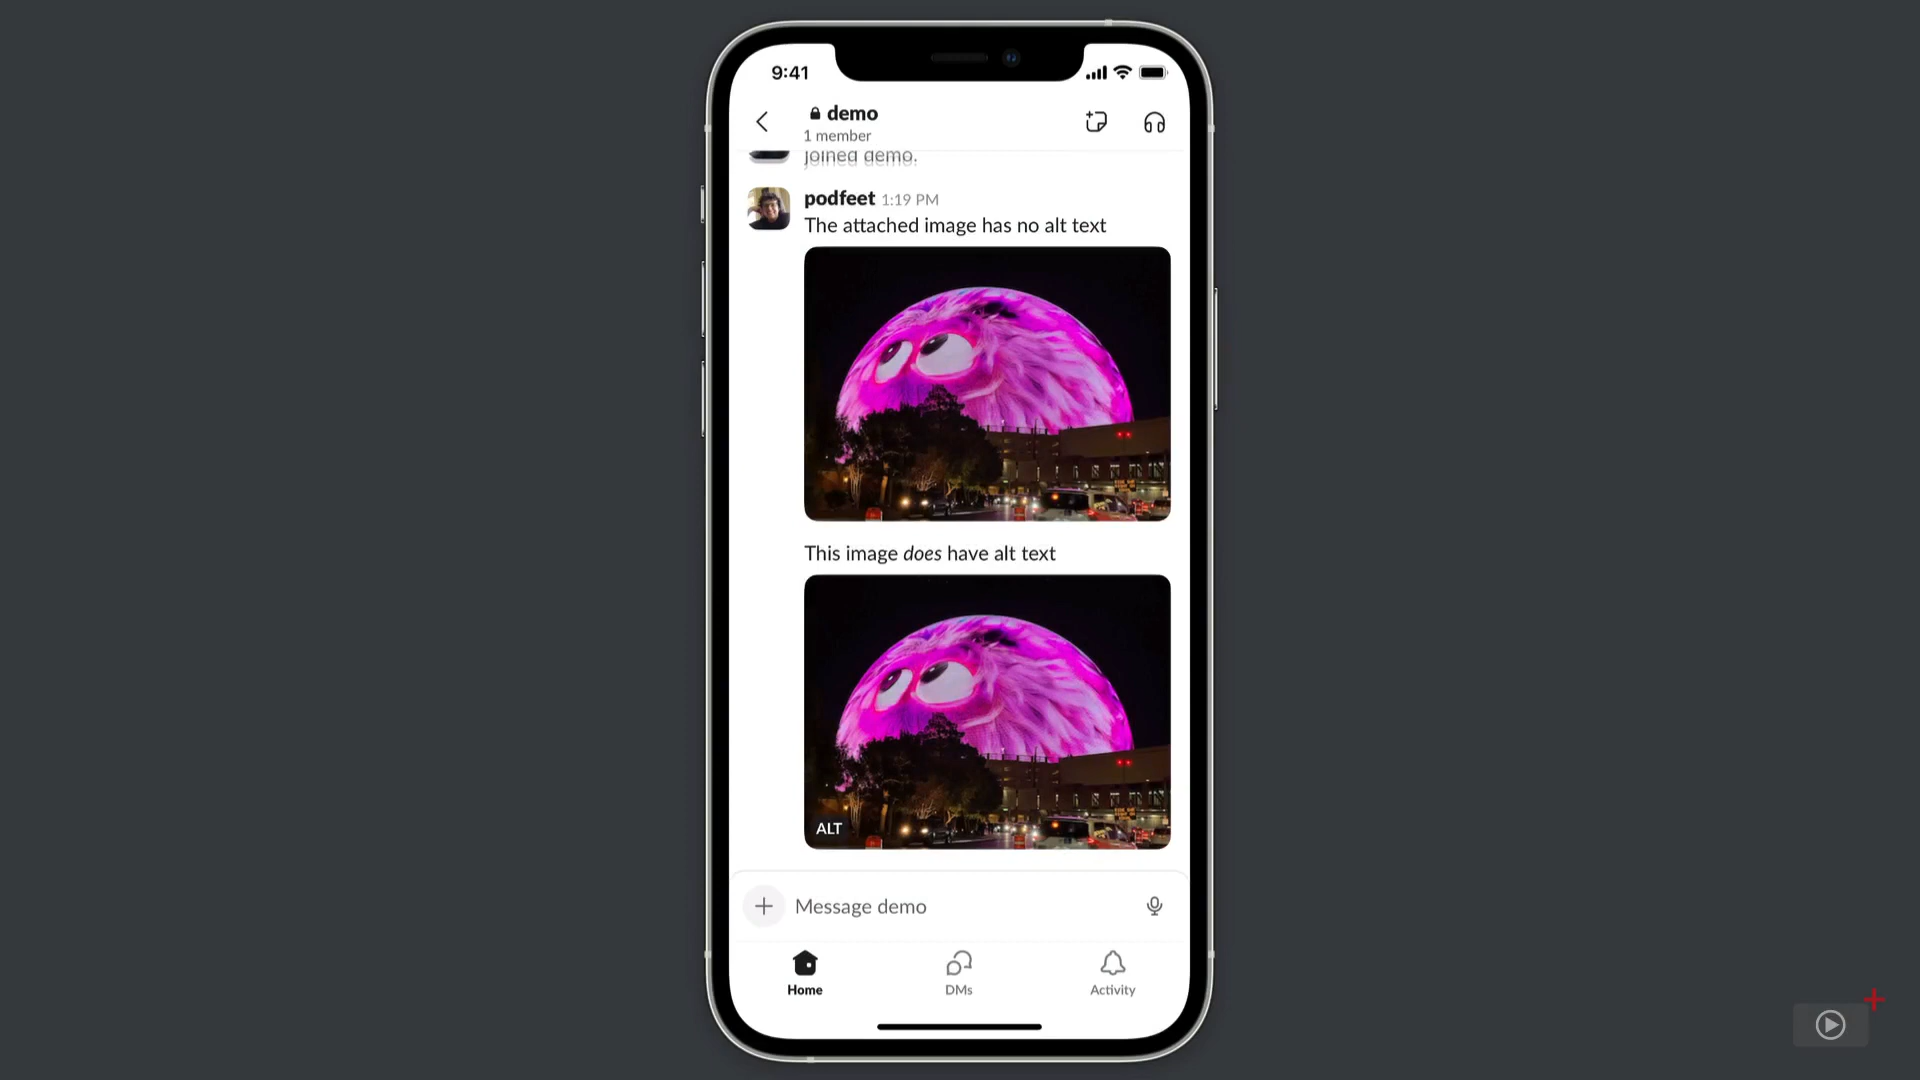 9:41
demo
1 member
joined demo.
podfeet 1:19 PM
The attached image has no alt text
This image does have alt text
ALT
Message demo
Home
DMs
Activity